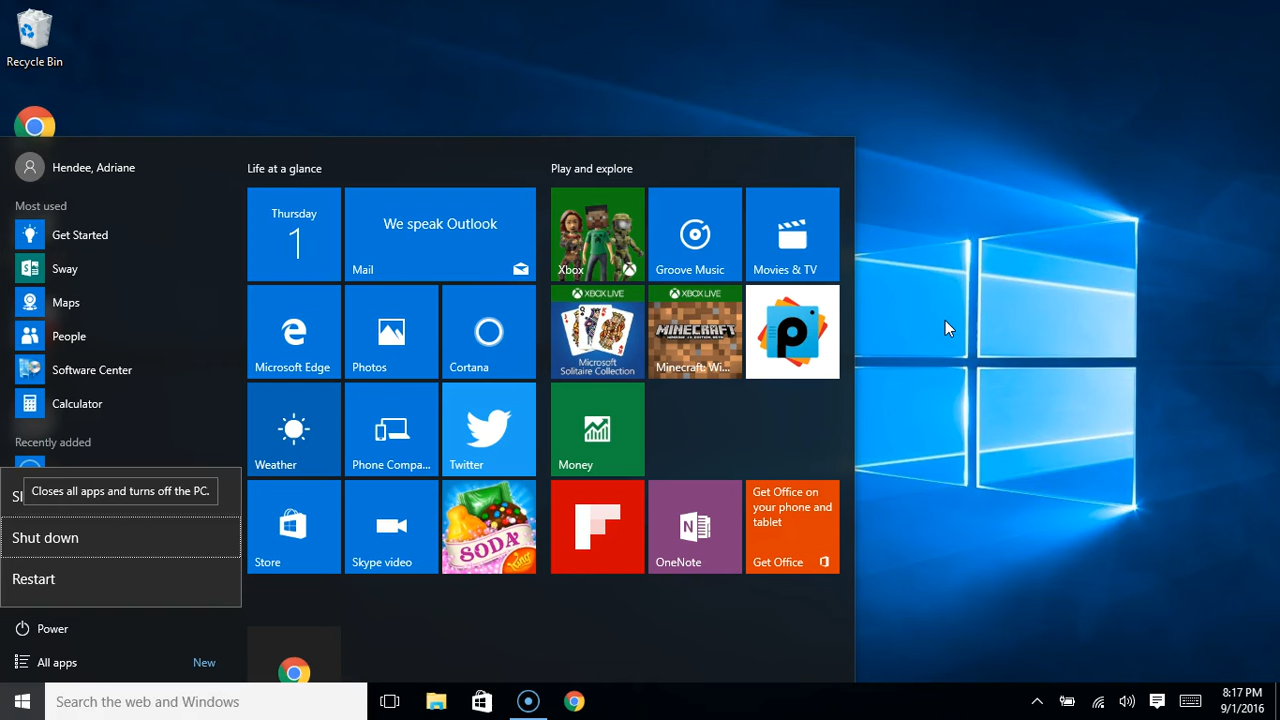 Recycle Bin
Hendee, Adriane
Most used
Get Started
Sway
Maps
People
Software Center
Calculator
Recently added
Closes all apps and turns off the PC.
Shut down
Restart
Power
All apps
New
Life at a glance
Thursday
1
We speak Outlook
Mail
Microsoft Edge
Photos
Cortana
Weather
Phone Compa...
Twitter
Store
Skype video
SODA
King
Play and explore
Xbox
Groove Music
Movies & TV
XBOX LIVE
Microsoft
Solitaire Collection
XBOX LIVE
MINECRAFT
Minecraft: Wi...
p
Money
OneNote
Get Office on
your phone and
tablet
Get Office
Search the web and Windows
8:17 PM
9/1/2016